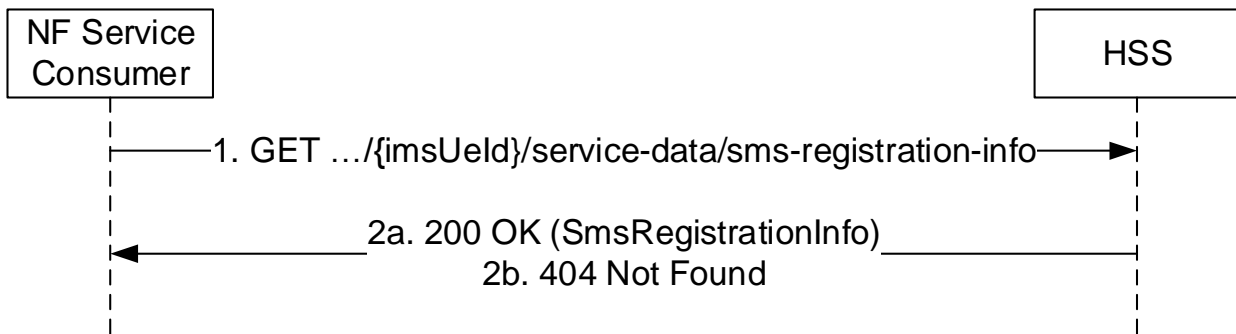 NF Service
Consumer
HSS
1. GET …/{imsUeId}/service-data/sms-registration-info
2a. 200 OK (SmsRegistrationInfo)
2b. 404 Not Found